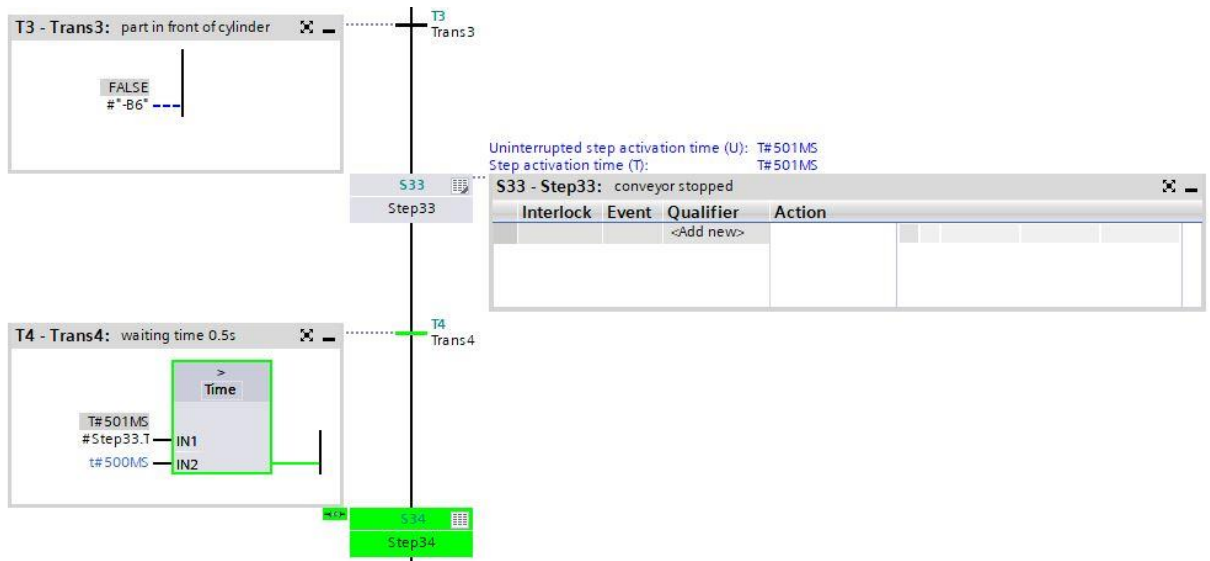 T3 - Trans3: part in front of cylinder
T3
Trans3
FALSE
#"-B6"
Uninterrupted step activation time (U): T#501MS
Step activation time (T): T#501MS
S33
Step33
S33 - Step33: conveyor stopped
Interlock Event Qualifier Action
<Add new>
T4 - Trans4: waiting time 0.5s
T4
Trans4
>
Time
T#501MS
#Step33.T
IN1
t#500MS
IN2
S34
Step34